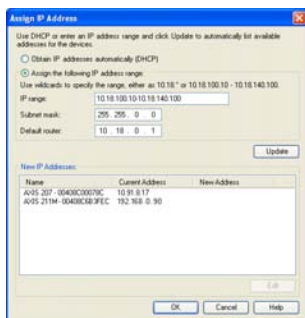 Assign IP Address
Use DHCP or enter an IP address range and click Update to automatically list available
addresses for the devices.
Obtain IP addresses automatically (DHCP)
Assign the following IP address range:
Use wildcards to specify the range, either as 10.18.* or 10.18.100.10 - 10.18.140.100
IP range: 10.18.100.10-10.18.140.100
Subnet mask: 255 . 255 . 0 . 0
Default router: 10 . 18 . 0 . 1
Update
New IP Addresses:
Name Current Address New Address
AXIS 207 - 00408C00078C 10.91.8.17
AXIS 211M - 00408C6B3FEC 192.168 .0 .90
Edit
OK Cancel Help